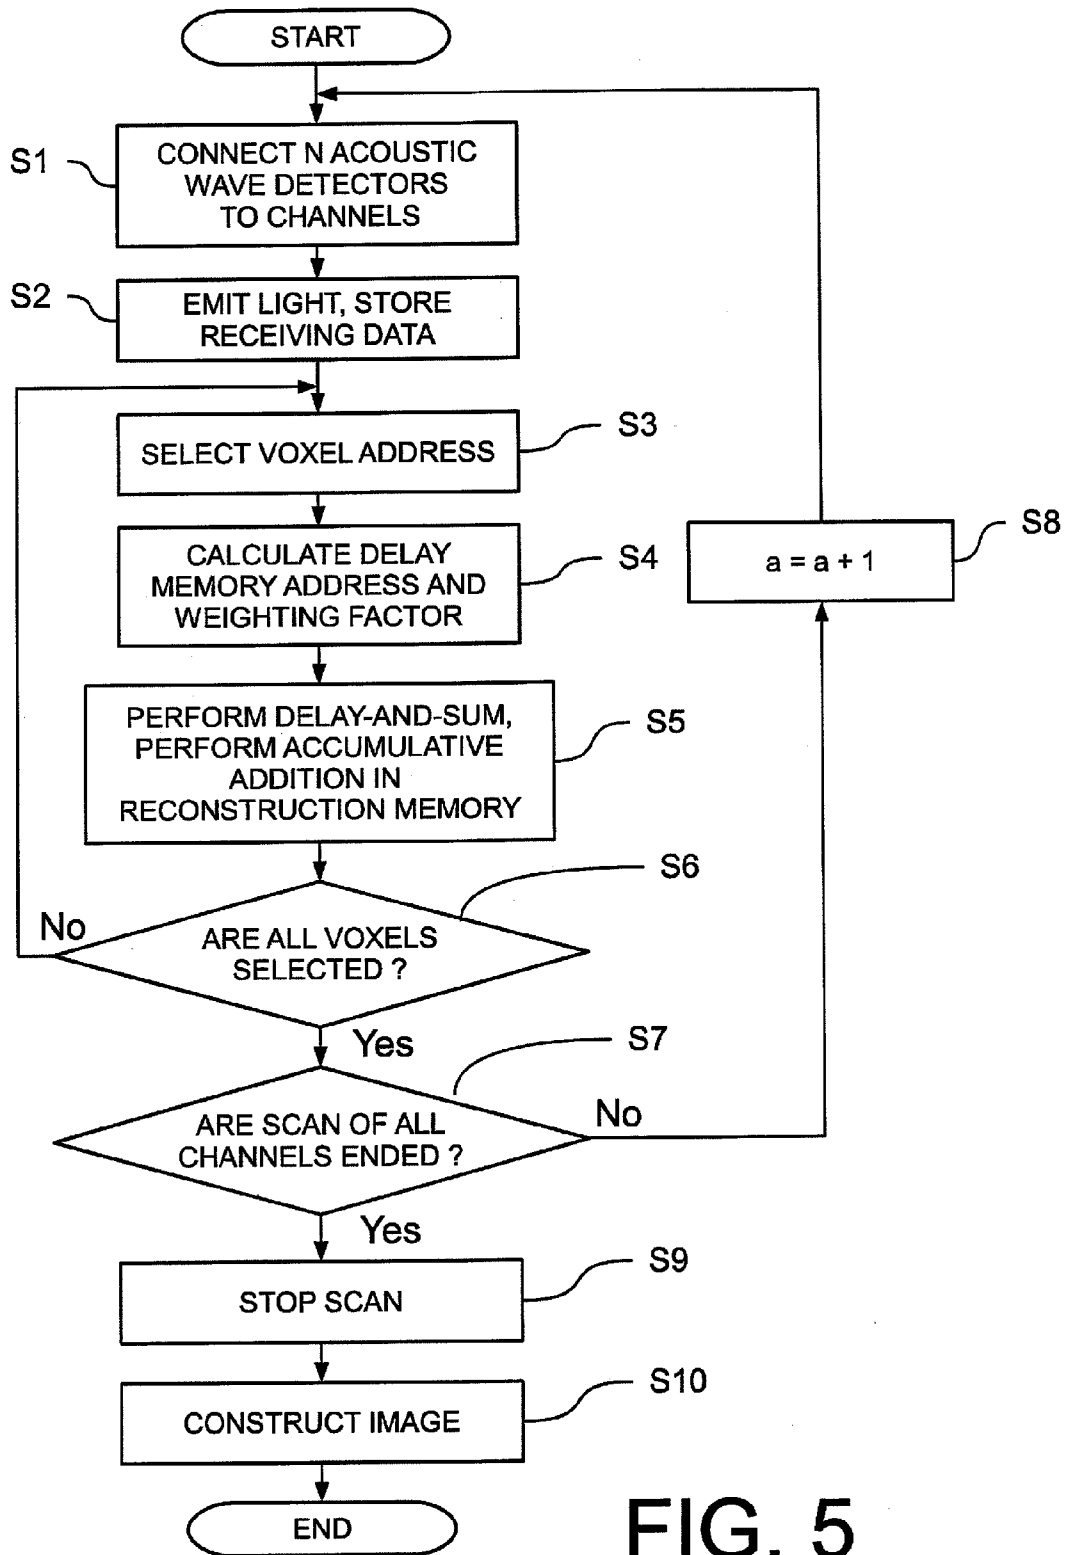 START
S1
CONNECT N ACOUSTIC
WAVE DETECTORS
TO CHANNELS
S2
EMIT LIGHT, STORE
RECEIVING DATA
SELECT VOXEL ADDRESS
S3
CALCULATE DELAY
MEMORY ADDRESS AND
WEIGHTING FACTOR
S4
a = a + 1
S8
PERFORM DELAY-AND-SUM,
PERFORM ACCUMULATIVE
ADDITION IN
RECONSTRUCTION MEMORY
S5
S6
No
ARE ALL VOXELS
SELECTED ?
Yes
S7
ARE SCAN OF ALL
CHANNELS ENDED ?
No
Yes
STOP SCAN
S9
CONSTRUCT IMAGE
S10
END
FIG. 5